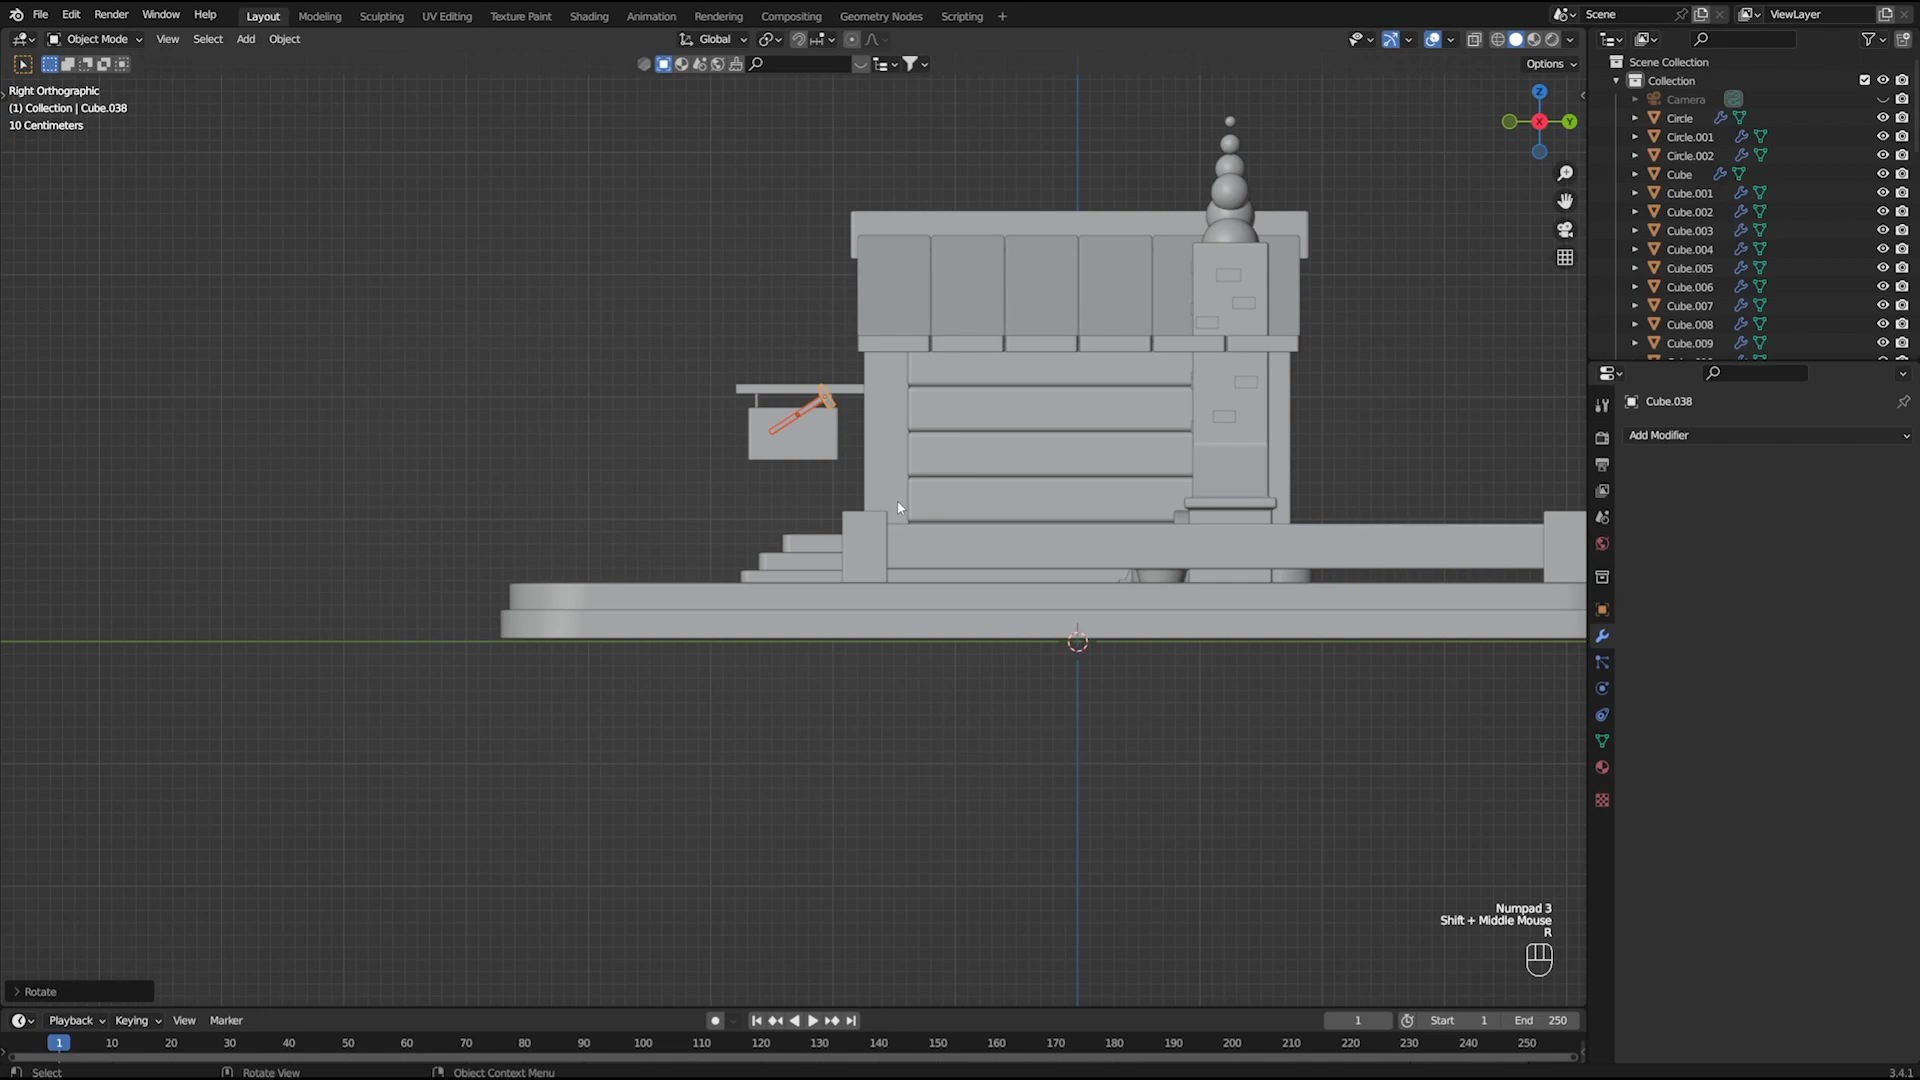 File Edit Render Window Help Layout Modeling Sculpting UV Editing Texture Paint Shading Animation Rendering Compositing Geometry Nodes Scripting + Scene ViewLayer
Object Mode View Select Add Object Global
Options
Right Orthographic
(1) Collection | Cube.038
10 Centimeters
Z
X
Y
Scene Collection
Collection
Camera
Circle
Circle.001
Circle.002
Cube
Cube.001
Cube.002
Cube.003
Cube.004
Cube.005
Cube.006
Cube.007
Cube.008
Cube.009
Cube.038
Add Modifier
Numpad 3
Shift + Middle Mouse
R
Rotate
Playback Keying View Marker 1 Start 1 End 250
1 10 20 30 40 50 60 70 80 90 100 110 120 130 140 150 160 170 180 190 200 210 220 230 240 250
Select Rotate View Object Context Menu 3.4.1